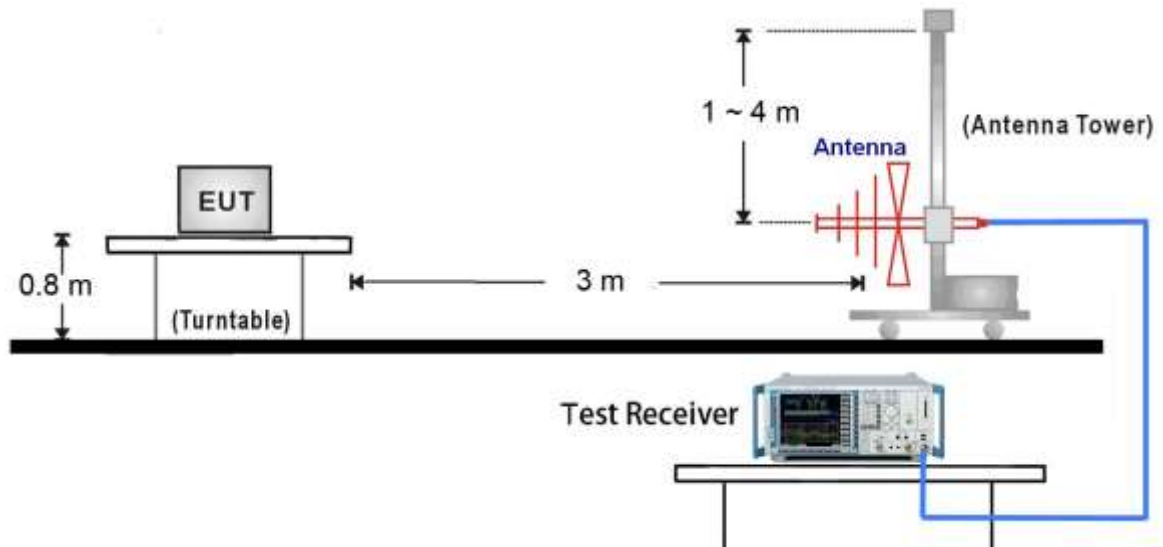 1 ~ 4 m
(Antenna Tower)
Antenna
EUT
0.8 m
3 m
(Turntable)
Test Receiver